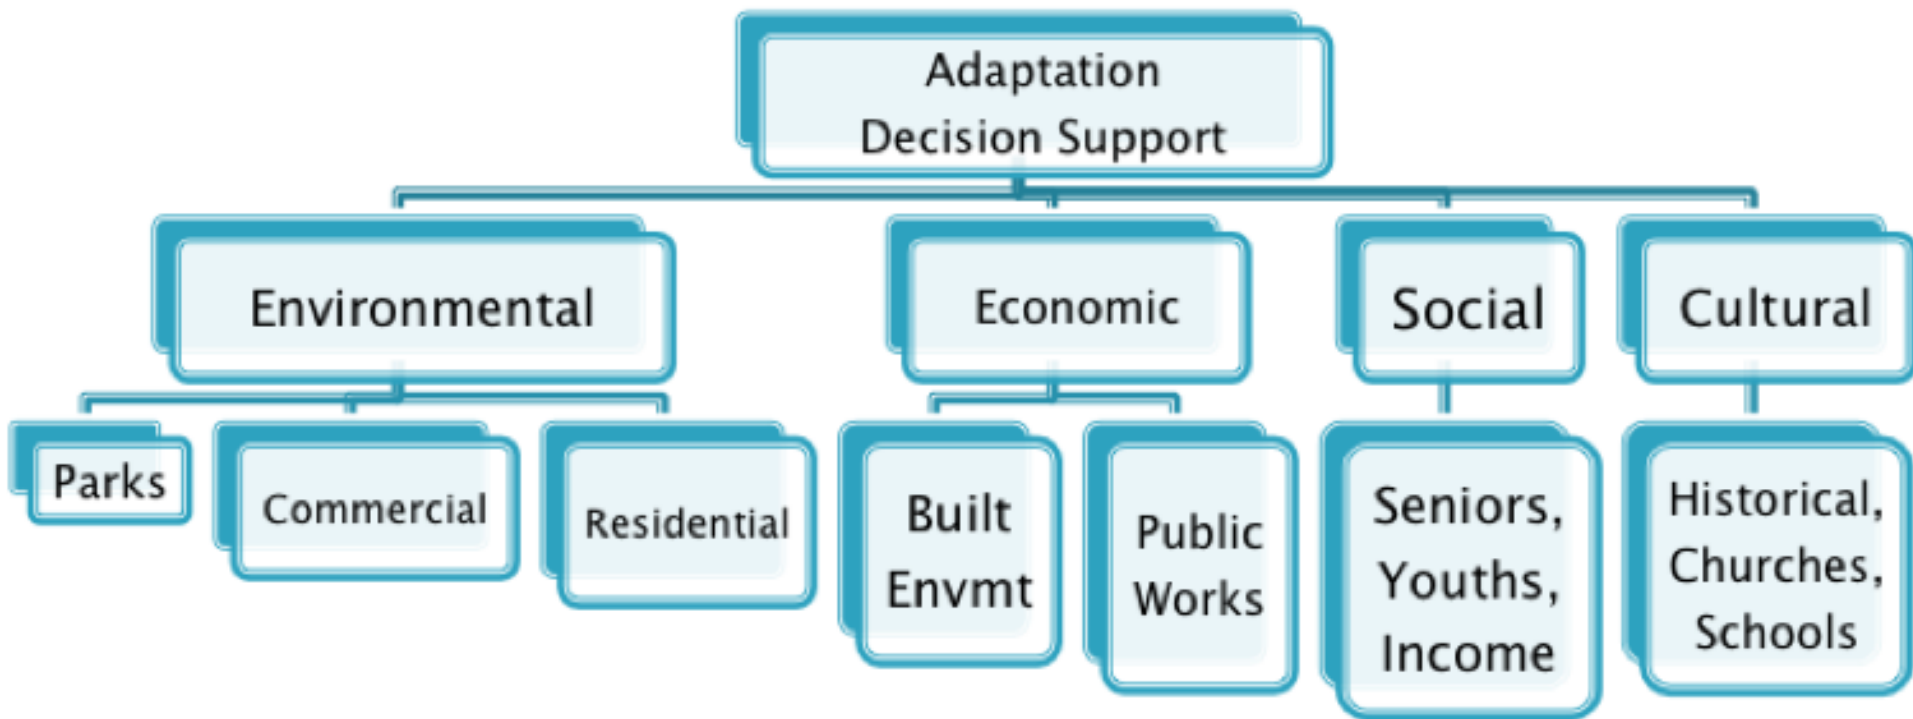 Adaptation
Decision Support
Environmental
Economic
Social
Cultural
Parks
Commercial
Residential
Built
Envmt
Public
Works
Seniors,
Youths,
Income
Historical,
Churches,
Schools